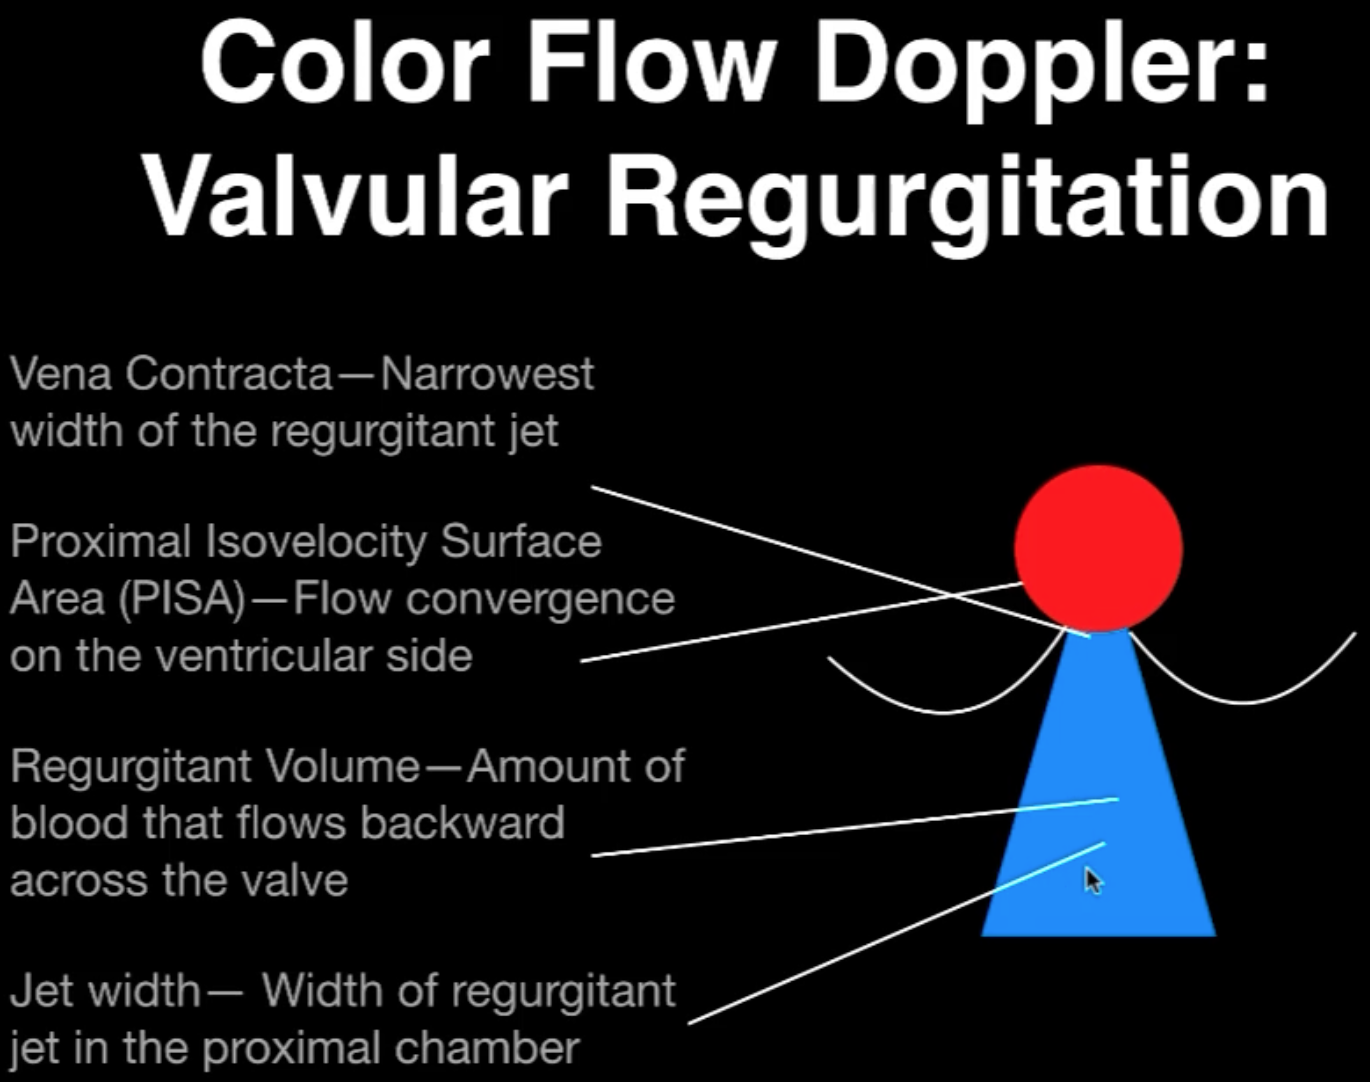 Color Flow Doppler:
Valvular Regurgitation
Vena Contracta—Narrowest
width of the regurgitant jet
Proximal Isovelocity Surface
Area (PISA)—Flow convergence
on the ventricular side
Regurgitant Volume—Amount of
blood that flows backward
across the valve
Jet width— Width of regurgitant
jet in the proximal chamber